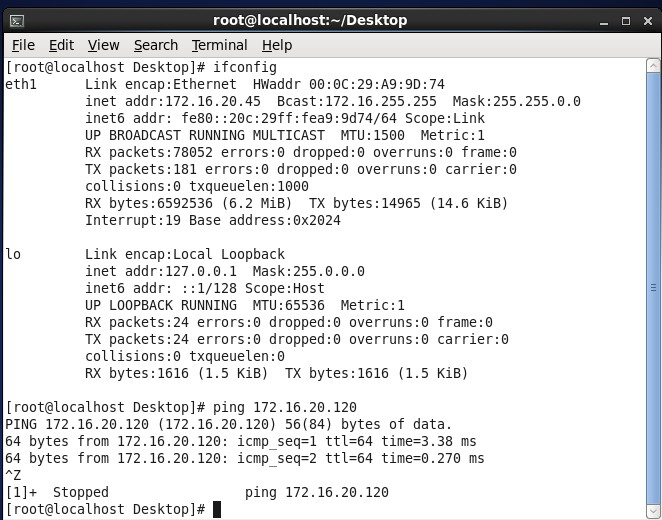 root@localhost:~/Desktop
File Edit View Search Terminal Help
[root@localhost Desktop]# ifconfig
eth1      Link encap:Ethernet  HWaddr 00:0C:29:A9:9D:74
          inet addr:172.16.20.45  Bcast:172.16.255.255  Mask:255.255.0.0
          inet6 addr: fe80::20c:29ff:fea9:9d74/64 Scope:Link
          UP BROADCAST RUNNING MULTICAST  MTU:1500  Metric:1
          RX packets:78052 errors:0 dropped:0 overruns:0 frame:0
          TX packets:181 errors:0 dropped:0 overruns:0 carrier:0
          collisions:0 txqueuelen:1000
          RX bytes:6592536 (6.2 MiB)  TX bytes:14965 (14.6 KiB)
          Interrupt:19 Base address:0x2024

lo        Link encap:Local Loopback
          inet addr:127.0.0.1  Mask:255.0.0.0
          inet6 addr: ::1/128 Scope:Host
          UP LOOPBACK RUNNING  MTU:65536  Metric:1
          RX packets:24 errors:0 dropped:0 overruns:0 frame:0
          TX packets:24 errors:0 dropped:0 overruns:0 carrier:0
          collisions:0 txqueuelen:0
          RX bytes:1616 (1.5 KiB)  TX bytes:1616 (1.5 KiB)

[root@localhost Desktop]# ping 172.16.20.120
PING 172.16.20.120 (172.16.20.120) 56(84) bytes of data.
64 bytes from 172.16.20.120: icmp_seq=1 ttl=64 time=3.38 ms
64 bytes from 172.16.20.120: icmp_seq=2 ttl=64 time=0.270 ms
^Z
[1]+  Stopped                 ping 172.16.20.120
[root@localhost Desktop]#